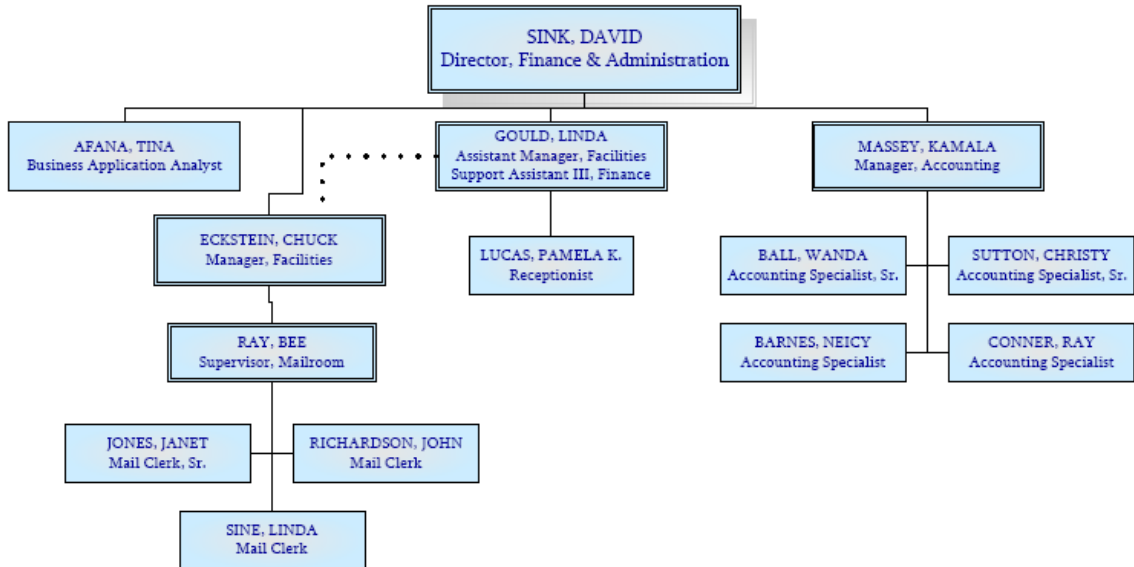 SINK, DAVID
Director, Finance & Administration
AFANA, TINA
Business Application Analyst
GOULD, LINDA
Assistant Manager, Facilities
Support Assistant III, Finance
MASSEY, KAMALA
Manager, Accounting
ECKSTEIN, CHUCK
Manager, Facilities
LUCAS, PAMELA K.
Receptionist
BALL, WANDA
Accounting Specialist, Sr.
SUTTON, CHRISTY
Accounting Specialist, Sr.
RAY, BEE
Supervisor, Mailroom
BARNES, NEICY
Accounting Specialist
CONNER, RAY
Accounting Specialist
JONES, JANET
Mail Clerk, Sr.
RICHARDSON, JOHN
Mail Clerk
SINE, LINDA
Mail Clerk